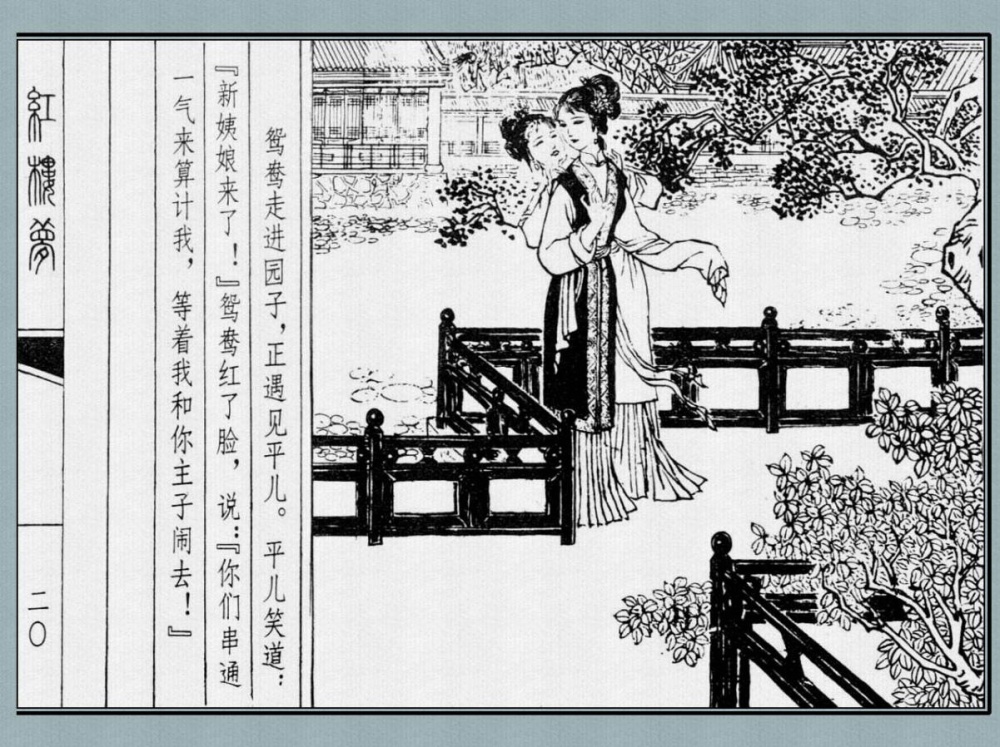 鸳鸯走进园子，正遇见平儿。平儿笑道：
『新姨娘来了！』鸳鸯红了脸，说：『你们串通
一气来算计我，等着我和你主子闹去！』
紅樓夢
二〇